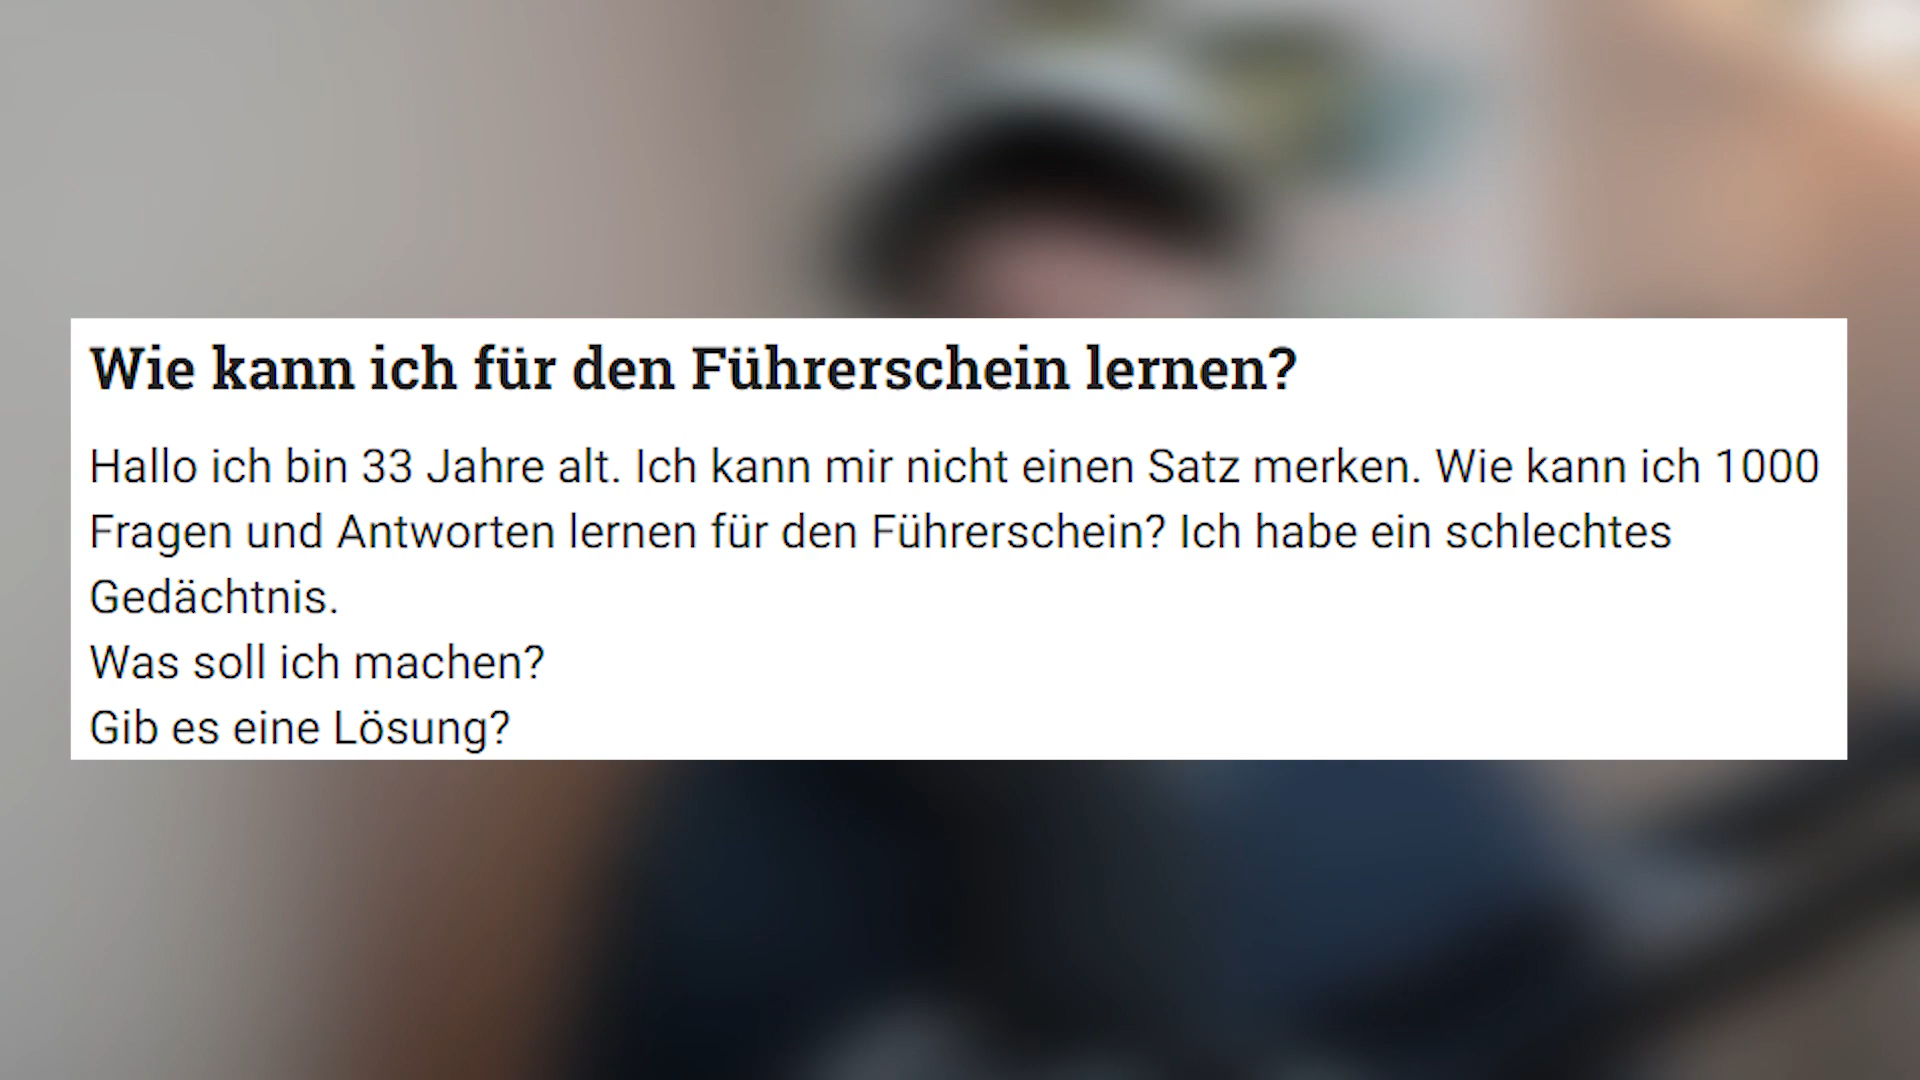 Wie kann ich für den Führerschein lernen?
Hallo ich bin 33 Jahre alt. Ich kann mir nicht einen Satz merken. Wie kann ich 1000
Fragen und Antworten lernen für den Führerschein? Ich habe ein schlechtes
Gedächtnis.
Was soll ich machen?
Gib es eine Lösung?